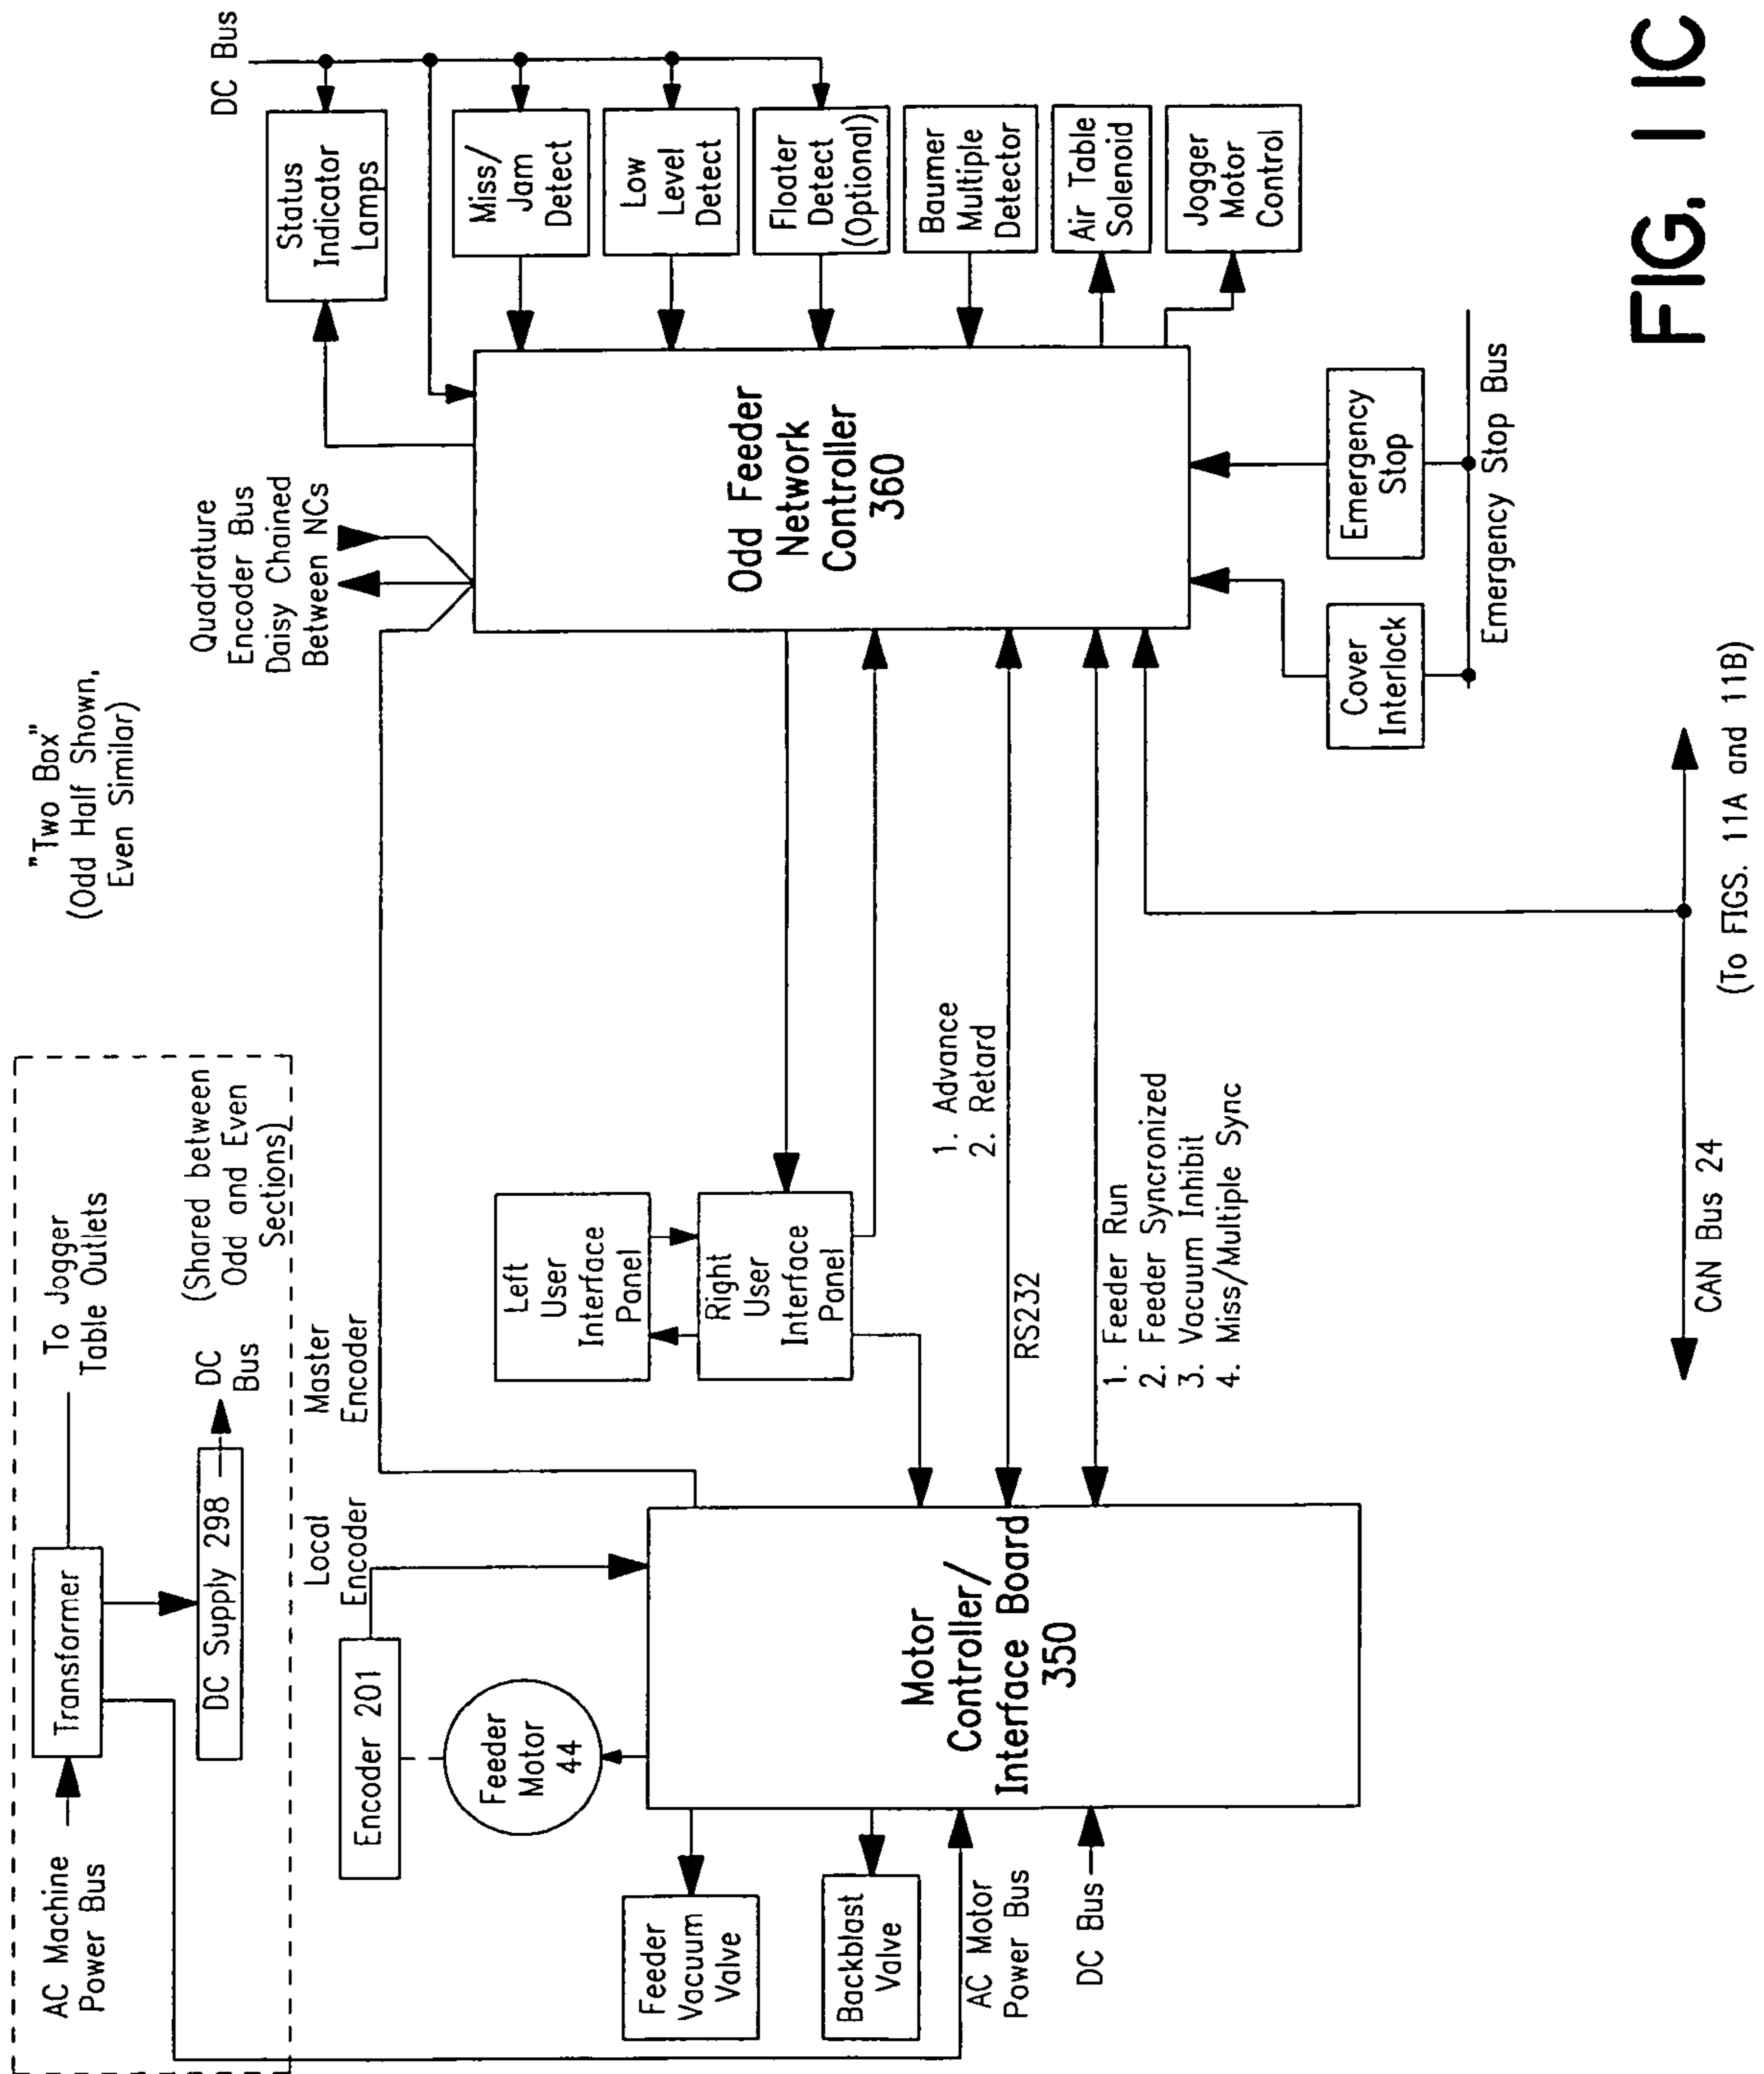 "Two Box"
(Odd Half Shown,
Even Similar)
AC Machine
Power Bus
Transformer
To Jogger
Table Outlets
DC Supply 298
DC
Bus
(Shared between
Odd and Even
Sections)
Encoder 201
Local
Encoder
Master
Encoder
Feeder
Motor
44
Feeder
Vacuum
Valve
Backblast
Valve
AC Motor
Power Bus
DC Bus
Motor
Controller/
Interface Board
350
Left
User
Interface
Panel
Right
User
Interface
Panel
1. Advance
2. Retard
RS232
1. Feeder Run
2. Feeder Syncronized
3. Vacuum Inhibit
4. Miss/Multiple Sync
Quadrature
Encoder Bus
Daisy Chained
Between NCs
Odd Feeder
Network
Controller
360
DC Bus
Status
Indicator
Lamps
Miss/
Jam
Detect
Low
Level
Detect
Floater
Detect
(Optional)
Baumer
Multiple
Detector
Air Table
Solenoid
Jogger
Motor
Control
Cover
Interlock
Emergency
Stop
Emergency Stop Bus
CAN Bus 24
(To FIGS. 11A and 11B)
FIG. 11C